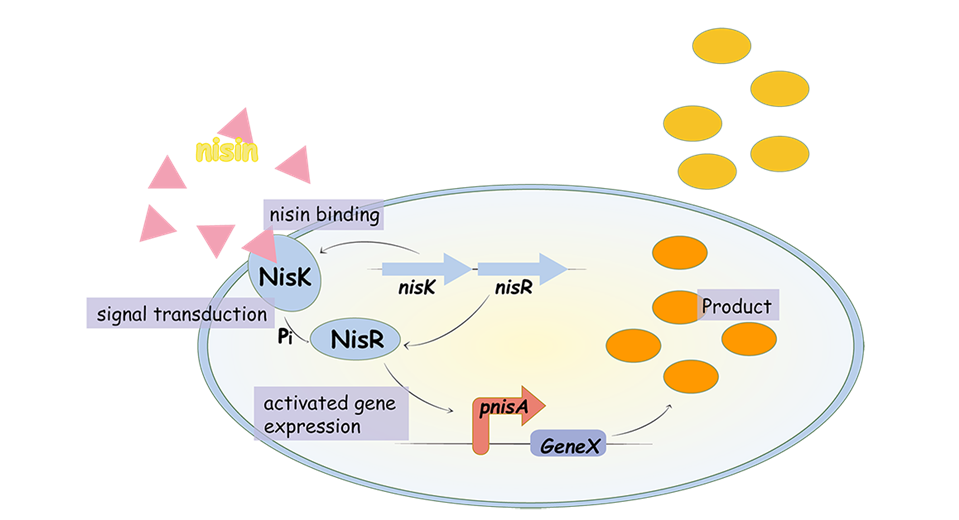 nisin
nisin binding
NisK
nisK
nisR
signal transduction
Pi
NisR
Product
activated gene
expression
pnisA
GeneX